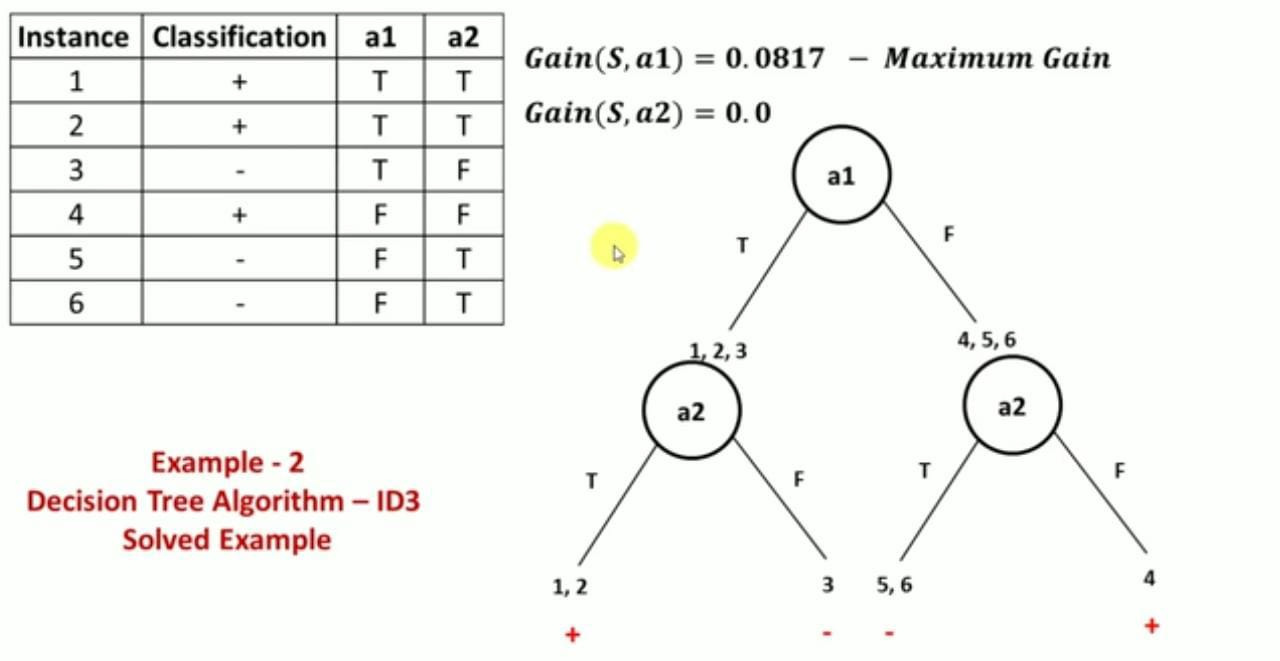 Instance Classification a1 a2
1 + T T
2 + T T
3 - T F
4 + F F
5 - F T
6 - F T
Gain(S, a1) = 0.0817 − Maximum Gain
Gain(S, a2) = 0.0
a1
T F
1, 2, 3 4, 5, 6
a2 a2
T F T F
1, 2 3 5, 6 4
+ - - +
Example - 2
Decision Tree Algorithm – ID3
Solved Example